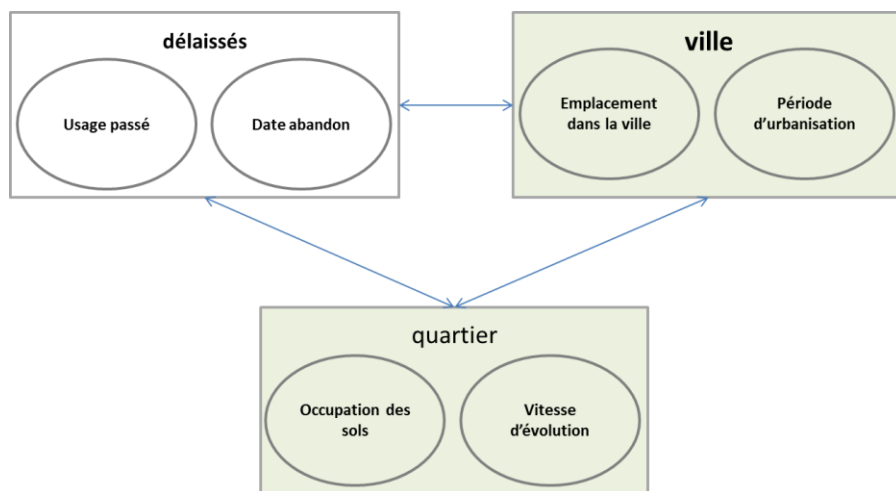 délaissés
Usage passé
Date abandon
ville
Emplacement
dans la ville
Période
d'urbanisation
quartier
Occupation des
sols
Vitesse
d'évolution